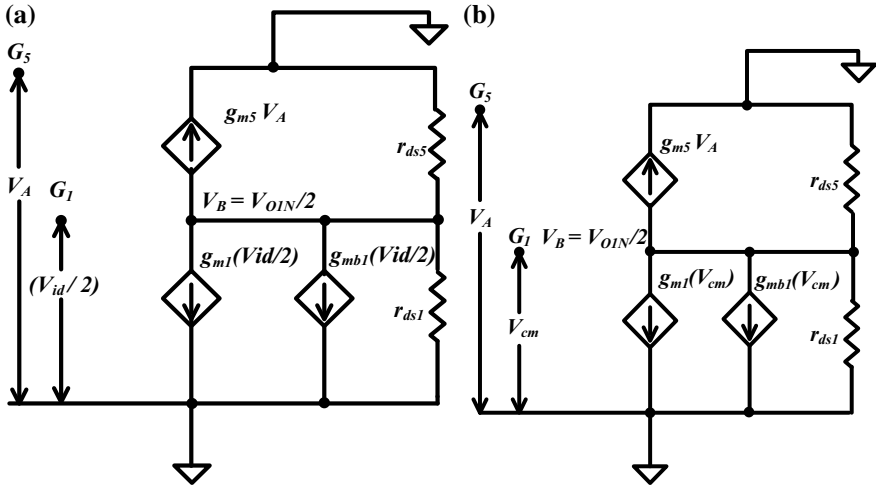 (a)
G5
gm5 VA
rds5
VA
G1
VB = VO1N/2
gm1(Vid/2)
gmb1(Vid/2)
(Vid / 2)
rds1
(b)
G5
gm5 VA
rds5
VA
G1
VB = VO1N/2
gm1(Vcm)
gmb1(Vcm)
Vcm
rds1